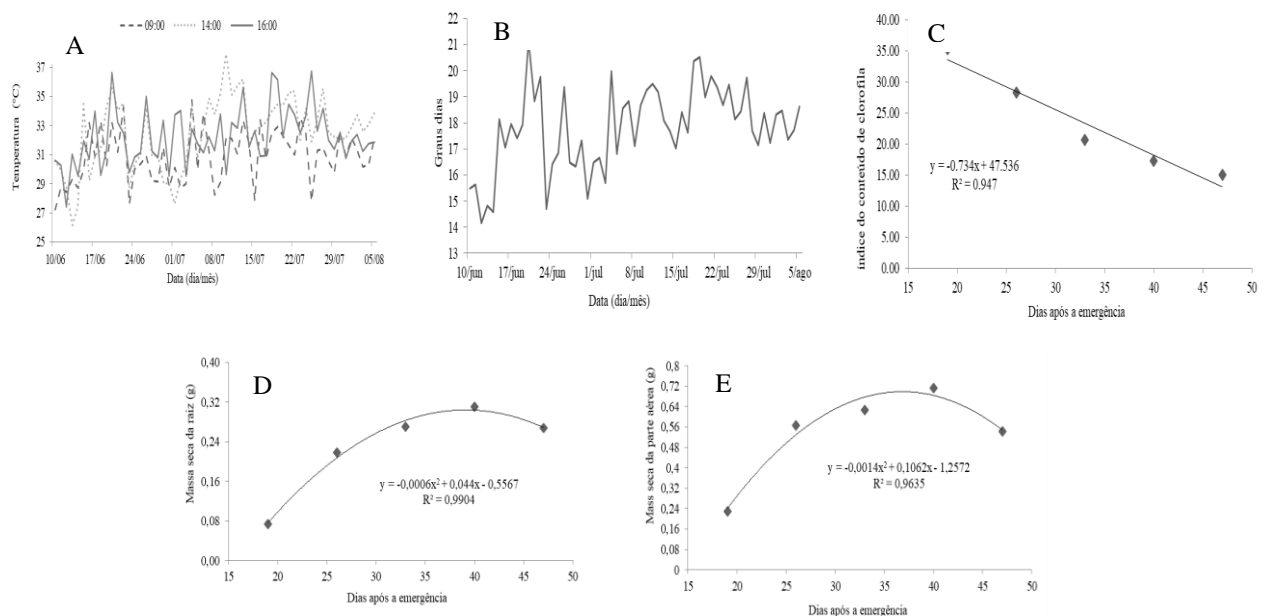 A
09:00 14:00 16:00
Temperatura (°C)
37
35
33
31
29
27
25
10/06 17/06 24/06 01/07 08/07 15/07 22/07 29/07 05/08
Data (dia/mês)
B
Graus dias
22
21
20
19
18
17
16
15
14
13
10/jun 17/jun 24/jun 1/jul 8/jul 15/jul 22/jul 29/jul 5/ago
Data (dia/mês)
C
índice do conteúdo de clorofila
35.00
30.00
25.00
20.00
15.00
10.00
5.00
0.00
y = -0.734x + 47.536
R² = 0.947
15 20 25 30 35 40 45 50
Dias após a emergência
D
Massa seca da raiz (g)
0,40
0,32
0,24
0,16
0,08
0,00
y = -0,0006x² + 0,044x - 0,5567
R² = 0,9904
15 20 25 30 35 40 45 50
Dias após a emergência
E
Mass seca da parte aérea (g)
0,8
0,72
0,64
0,56
0,48
0,4
0,32
0,24
0,16
0,08
0
y = -0,0014x² + 0,1062x - 1,2572
R² = 0,9635
15 20 25 30 35 40 45 50
Dias após a emergência